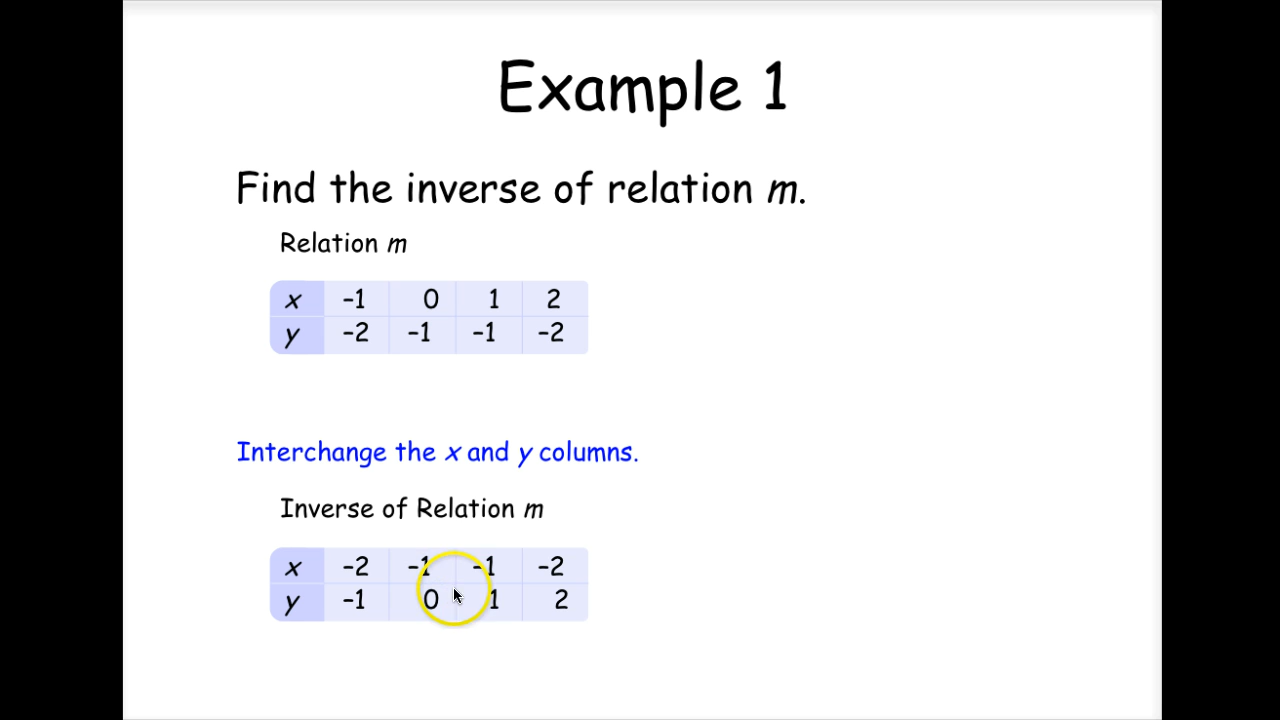 Example 1
Find the inverse of relation m.
Relation m
x –1 0 1 2
y –2 –1 –1 –2
Interchange the x and y columns.
Inverse of Relation m
x –2 –1 –1 –2
y –1 0 1 2